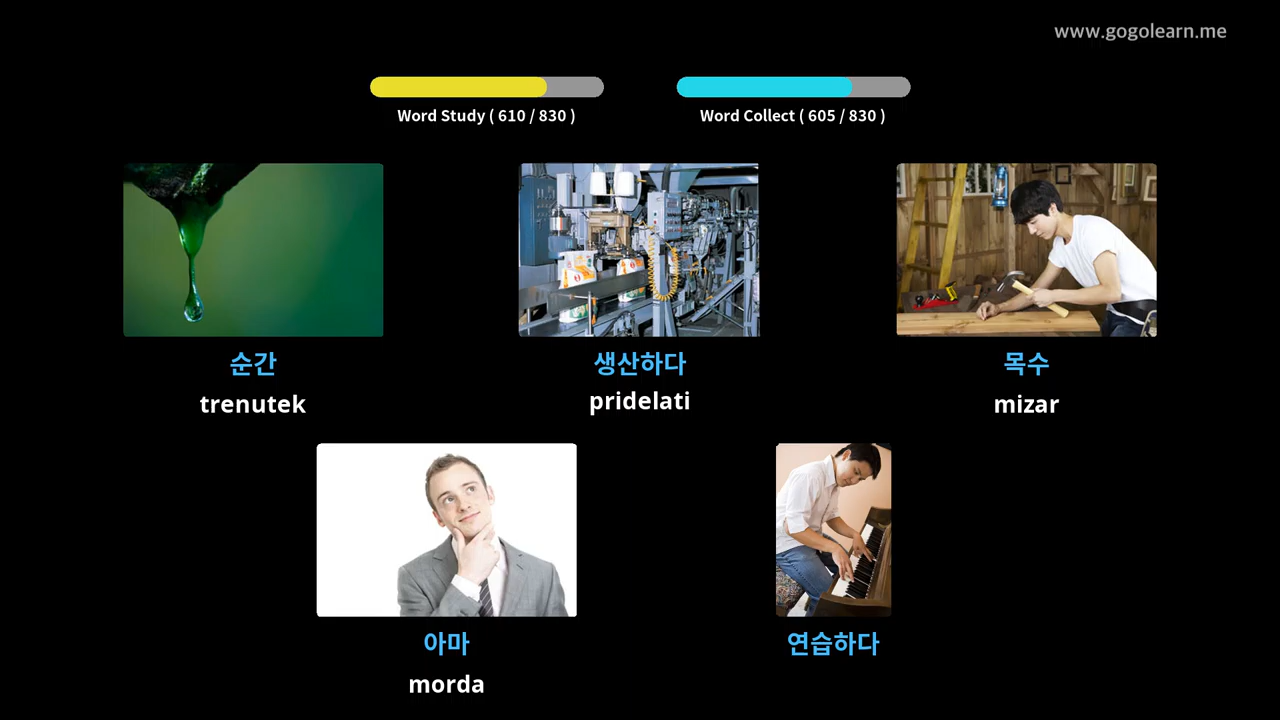 www.gogolearn.me
Word Study ( 610 / 830 )
Word Collect ( 605 / 830 )
순간
생산하다
목수
trenutek
pridelati
mizar
아마
연습하다
morda